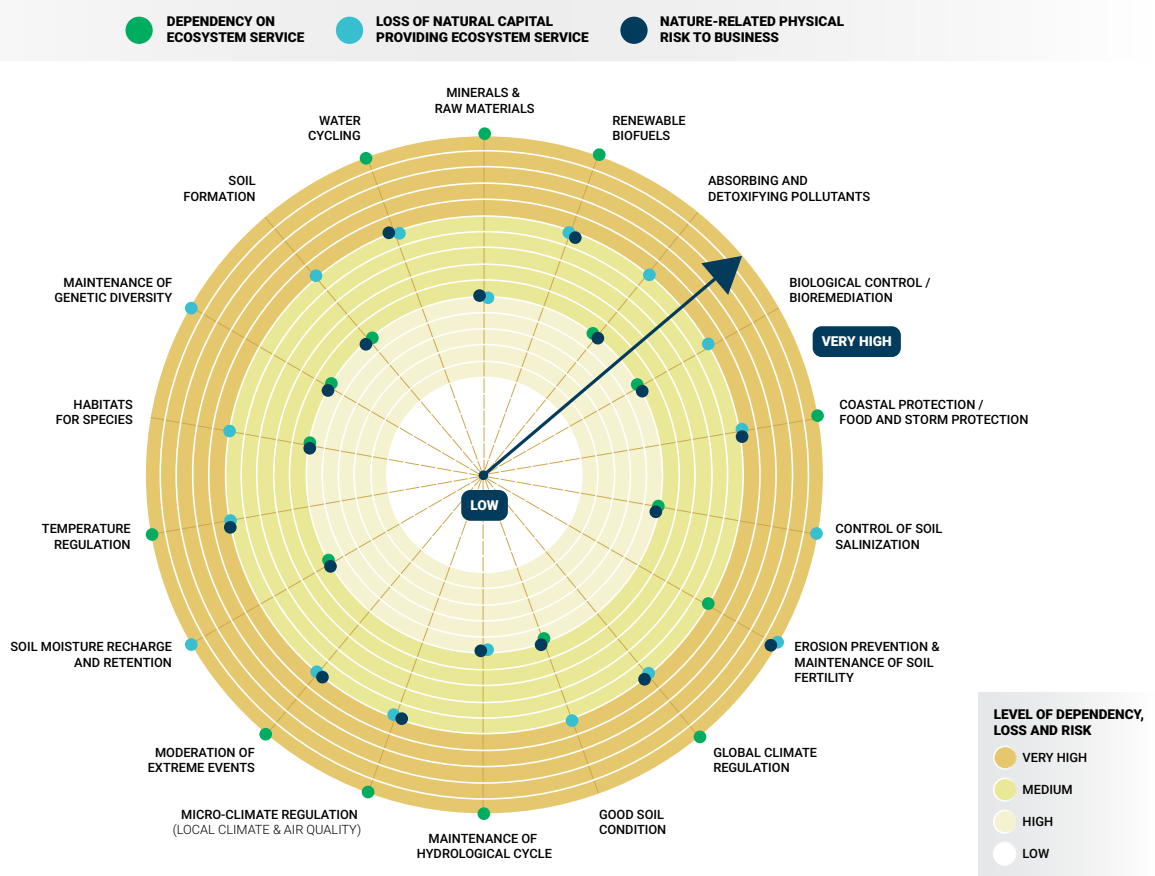 DEPENDENCY ON
ECOSYSTEM SERVICE
LOSS OF NATURAL CAPITAL
PROVIDING ECOSYSTEM SERVICE
NATURE-RELATED PHYSICAL
RISK TO BUSINESS
MINERALS &
RAW MATERIALS
RENEWABLE
BIOFUELS
ABSORBING AND
DETOXIFYING POLLUTANTS
BIOLOGICAL CONTROL /
BIOREMEDIATION
VERY HIGH
COASTAL PROTECTION /
FOOD AND STORM PROTECTION
CONTROL OF SOIL
SALINIZATION
EROSION PREVENTION &
MAINTENANCE OF SOIL
FERTILITY
GLOBAL CLIMATE
REGULATION
GOOD SOIL
CONDITION
MAINTENANCE OF
HYDROLOGICAL CYCLE
MICRO-CLIMATE REGULATION
(LOCAL CLIMATE & AIR QUALITY)
MODERATION OF
EXTREME EVENTS
SOIL MOISTURE RECHARGE
AND RETENTION
TEMPERATURE
REGULATION
HABITATS
FOR SPECIES
MAINTENANCE OF
GENETIC DIVERSITY
SOIL
FORMATION
WATER
CYCLING
LOW
LEVEL OF DEPENDENCY,
LOSS AND RISK
VERY HIGH
MEDIUM
HIGH
LOW